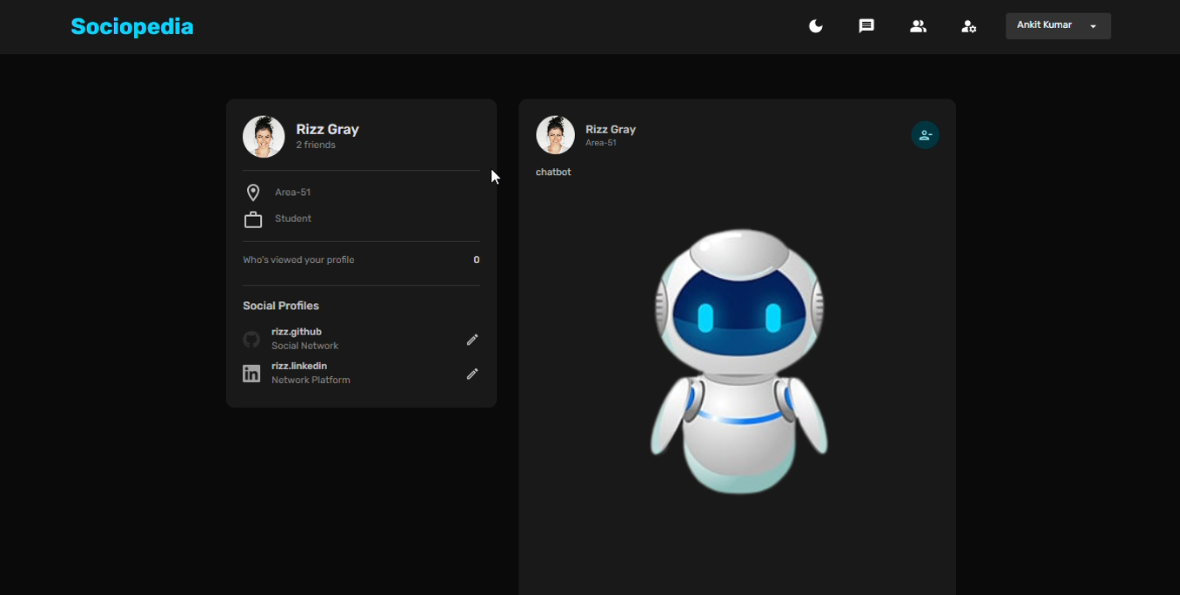 Sociopedia
Ankit Kumar
Rizz Gray
2 friends
Area-51
Student
Who's viewed your profile 0
Social Profiles
rizz.github
Social Network
rizz.linkedin
Network Platform
Rizz Gray
Area-51
chatbot